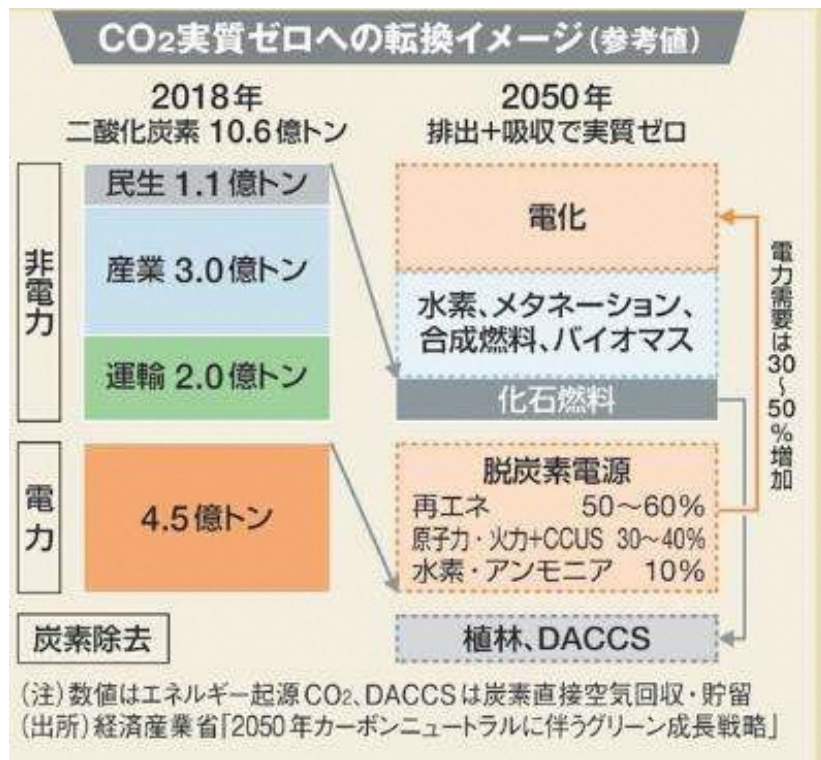 CO2実質ゼロへの転換イメージ(参考値)
2018年
二酸化炭素 10.6億トン
2050年
排出+吸収で実質ゼロ
非電力
民生 1.1億トン
産業 3.0億トン
運輸 2.0億トン
電化
水素、メタネーション、
合成燃料、バイオマス
化石燃料
電力需要は30〜50%増加
電力
4.5億トン
脱炭素電源
再エネ 50〜60%
原子力・火力+CCUS 30〜40%
水素・アンモニア 10%
炭素除去
植林、DACCS
(注)数値はエネルギー起源CO2、DACCSは炭素直接空気回収・貯留
(出所)経済産業省「2050年カーボンニュートラルに伴うグリーン成長戦略」